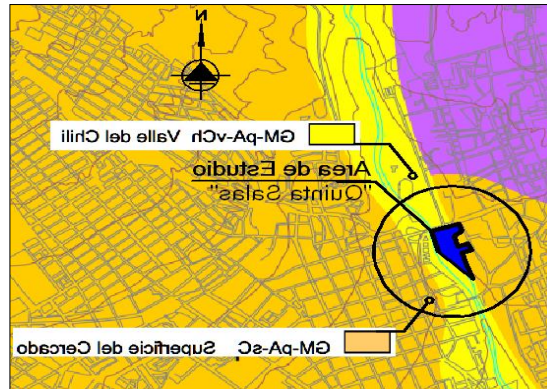 N
GM-pA-vCh Valle del Chili
Area de Estudio
"Quinta Salas"
GM-pA-sC Superficie del Cercado